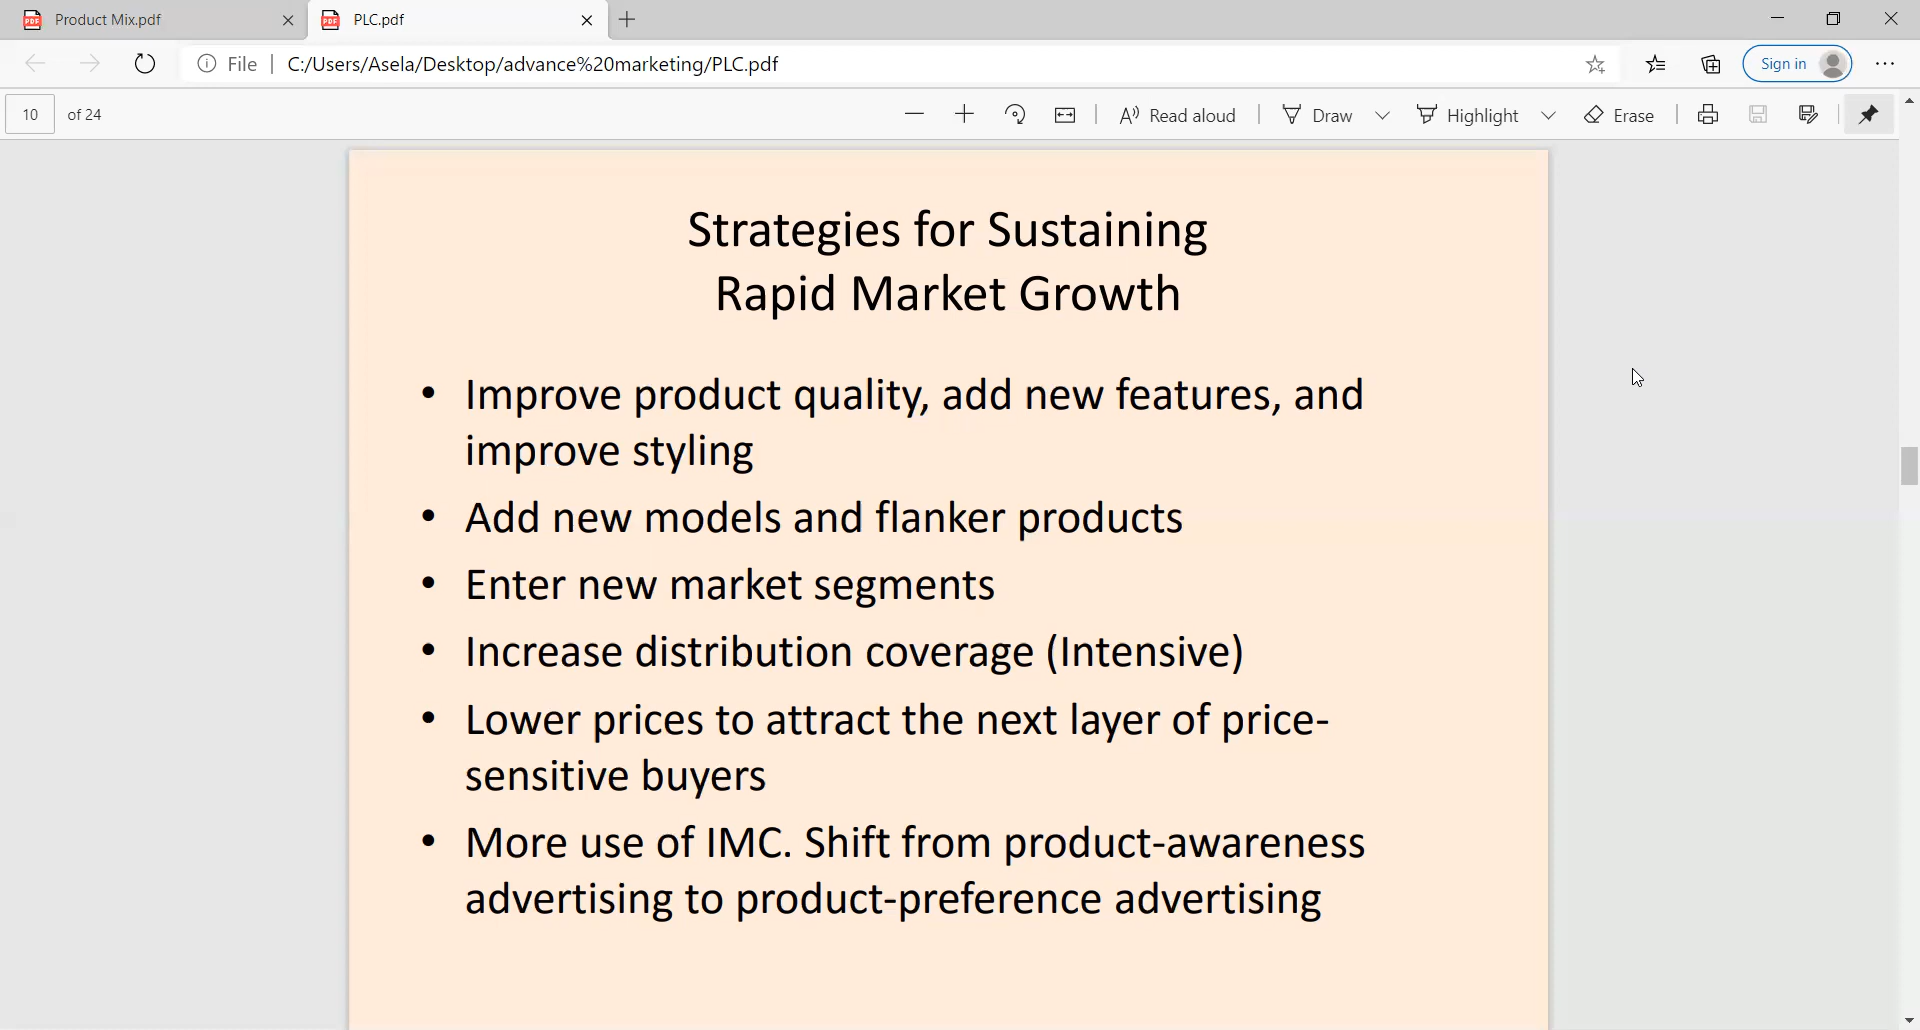 Product Mix.pdf
PLC.pdf
File
C:/Users/Asela/Desktop/advance%20marketing/PLC.pdf
Sign in
10 of 24
Read aloud
Draw
Highlight
Erase
Strategies for Sustaining
Rapid Market Growth
• Improve product quality, add new features, and
improve styling
• Add new models and flanker products
• Enter new market segments
• Increase distribution coverage (Intensive)
• Lower prices to attract the next layer of price-
sensitive buyers
• More use of IMC. Shift from product-awareness
advertising to product-preference advertising